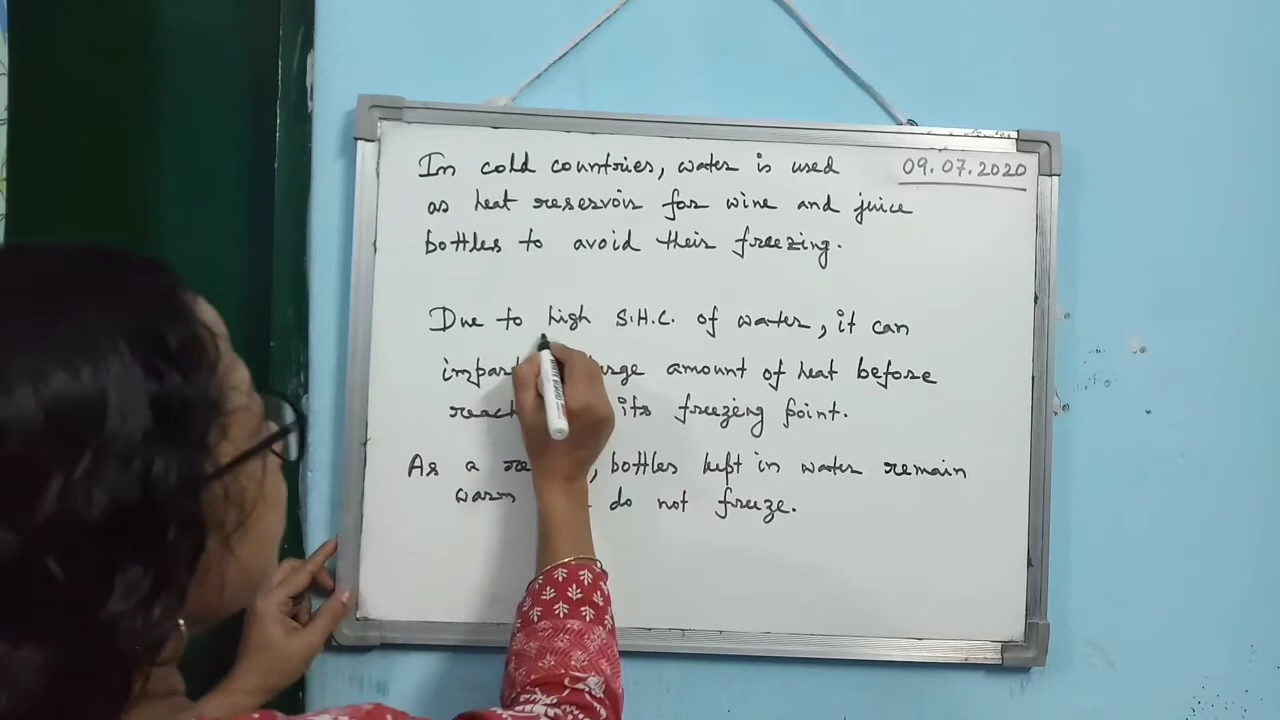 In cold countries, water is used
09.07.2020
as heat reservoir for wine and juice
bottles to avoid their freezing.
Due to high S.H.C. of water, it can
amount of heat before
its freezing point.
As a bottles kept in water remain
warm do not freeze.